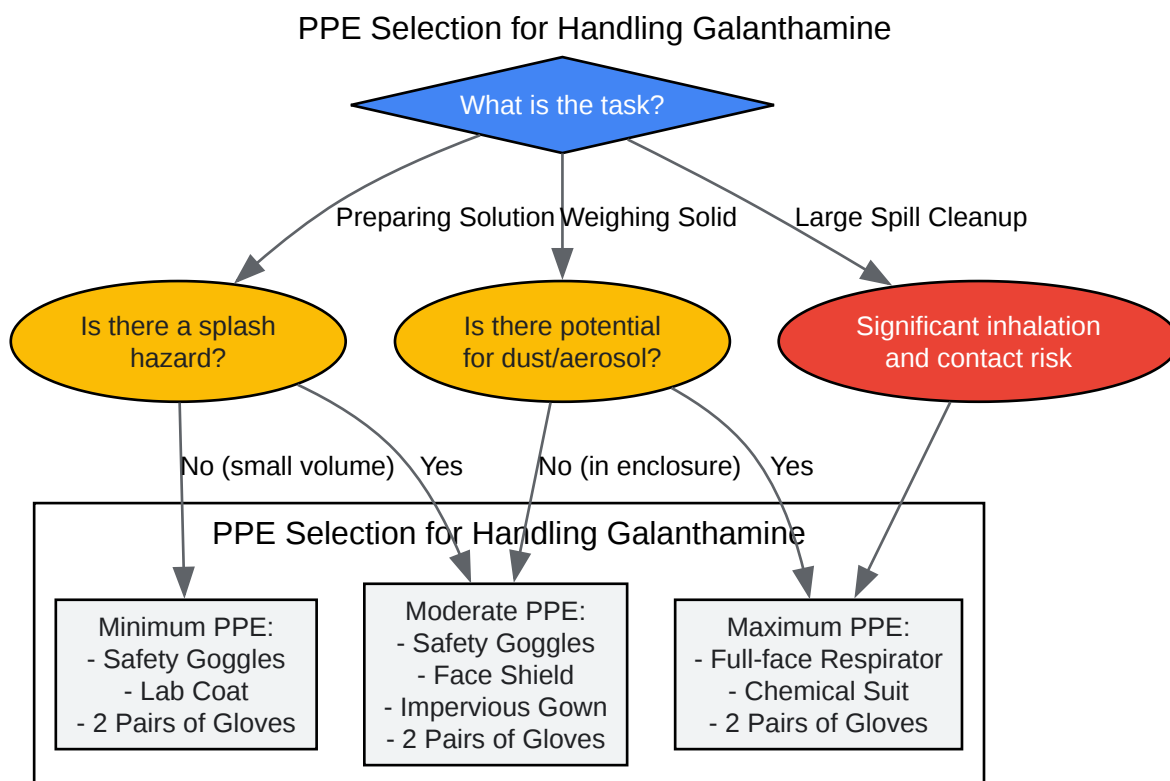 PPE Selection for Handling Galanthamine
What is the task?
Preparing Solution
Weighing Solid
Large Spill Cleanup
Is there a splash
hazard?
Is there potential
for dust/aerosol?
Significant inhalation
and contact risk
No (small volume)
Yes
No (in enclosure)
Yes
PPE Selection for Handling Galanthamine
Minimum PPE:
- Safety Goggles
- Lab Coat
- 2 Pairs of Gloves
Moderate PPE:
- Safety Goggles
- Face Shield
- Impervious Gown
- 2 Pairs of Gloves
Maximum PPE:
- Full-face Respirator
- Chemical Suit
- 2 Pairs of Gloves